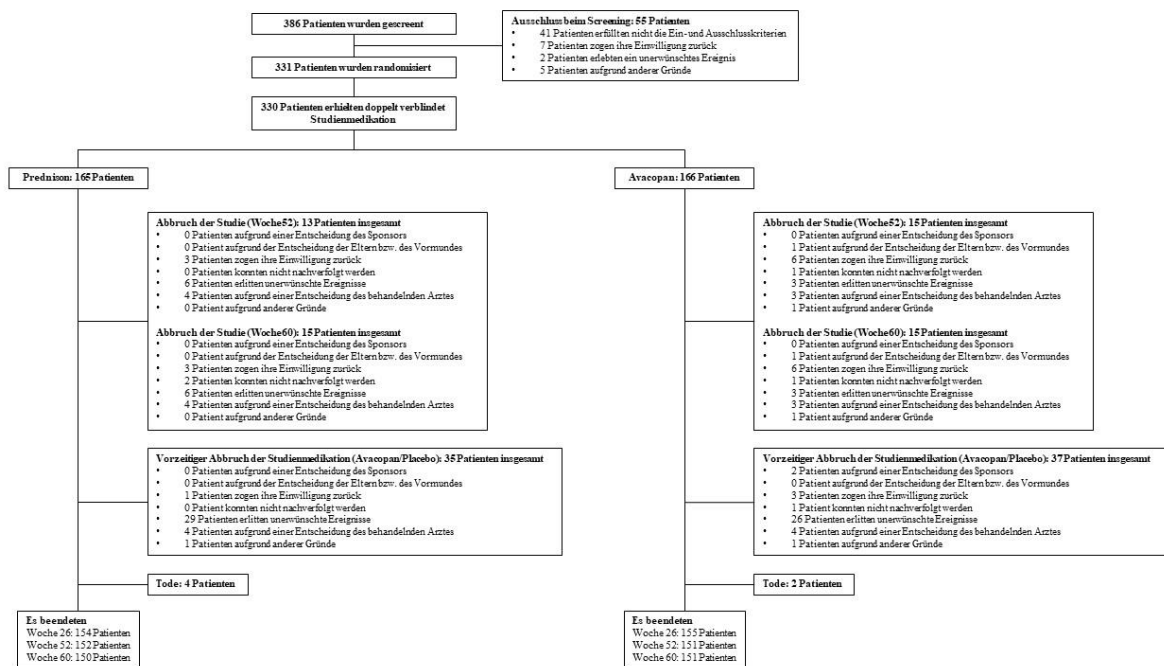 386 Patienten wurden gescreent
Ausschluss beim Screening: 55 Patienten
• 41 Patienten erfüllten nicht die Ein- und Ausschlusskriterien
• 7 Patienten zogen ihre Einwilligung zurück
• 2 Patienten erlebten ein unerwünschtes Ereignis
• 5 Patienten aufgrund anderer Gründe
331 Patienten wurden randomisiert
330 Patienten erhielten doppelt verblindet
Studienmedikation
Prednison: 165 Patienten
Abbruch der Studie (Woche 52): 13 Patienten insgesamt
• 0 Patienten aufgrund einer Entscheidung des Sponsors
• 0 Patient aufgrund der Entscheidung der Eltern bzw. des Vormundes
• 3 Patienten zogen ihre Einwilligung zurück
• 0 Patienten konnten nicht nachverfolgt werden
• 6 Patienten erlitten unerwünschte Ereignisse
• 4 Patienten aufgrund einer Entscheidung des behandelnden Arztes
• 0 Patient aufgrund anderer Gründe
Abbruch der Studie (Woche 60): 15 Patienten insgesamt
• 0 Patienten aufgrund einer Entscheidung des Sponsors
• 0 Patient aufgrund der Entscheidung der Eltern bzw. des Vormundes
• 3 Patienten zogen ihre Einwilligung zurück
• 2 Patienten konnten nicht nachverfolgt werden
• 6 Patienten erlitten unerwünschte Ereignisse
• 4 Patienten aufgrund einer Entscheidung des behandelnden Arztes
• 0 Patient aufgrund anderer Gründe
Vorzeitiger Abbruch der Studienmedikation (Avacopan/Placebo): 35 Patienten insgesamt
• 0 Patienten aufgrund einer Entscheidung des Sponsors
• 0 Patient aufgrund der Entscheidung der Eltern bzw. des Vormundes
• 1 Patienten zogen ihre Einwilligung zurück
• 0 Patient konnten nicht nachverfolgt werden
• 29 Patienten erlitten unerwünschte Ereignisse
• 4 Patienten aufgrund einer Entscheidung des behandelnden Arztes
• 1 Patienten aufgrund anderer Gründe
Tode: 4 Patienten
Es beendeten
Woche 26: 154 Patienten
Woche 52: 152 Patienten
Woche 60: 150 Patienten
Avacopan: 166 Patienten
Abbruch der Studie (Woche 52): 15 Patienten insgesamt
• 0 Patienten aufgrund einer Entscheidung des Sponsors
• 1 Patient aufgrund der Entscheidung der Eltern bzw. des Vormundes
• 6 Patienten zogen ihre Einwilligung zurück
• 1 Patienten konnten nicht nachverfolgt werden
• 3 Patienten erlitten unerwünschte Ereignisse
• 3 Patienten aufgrund einer Entscheidung des behandelnden Arztes
• 1 Patient aufgrund anderer Gründe
Abbruch der Studie (Woche 60): 15 Patienten insgesamt
• 0 Patienten aufgrund einer Entscheidung des Sponsors
• 1 Patient aufgrund der Entscheidung der Eltern bzw. des Vormundes
• 6 Patienten zogen ihre Einwilligung zurück
• 1 Patienten konnten nicht nachverfolgt werden
• 3 Patienten erlitten unerwünschte Ereignisse
• 3 Patienten aufgrund einer Entscheidung des behandelnden Arztes
• 1 Patient aufgrund anderer Gründe
Vorzeitiger Abbruch der Studienmedikation (Avacopan/Placebo): 37 Patienten insgesamt
• 2 Patienten aufgrund einer Entscheidung des Sponsors
• 0 Patient aufgrund der Entscheidung der Eltern bzw. des Vormundes
• 3 Patienten zogen ihre Einwilligung zurück
• 1 Patient konnten nicht nachverfolgt werden
• 26 Patienten erlitten unerwünschte Ereignisse
• 4 Patienten aufgrund einer Entscheidung des behandelnden Arztes
• 1 Patienten aufgrund anderer Gründe
Tode: 2 Patienten
Es beendeten
Woche 26: 155 Patienten
Woche 52: 151 Patienten
Woche 60: 151 Patienten